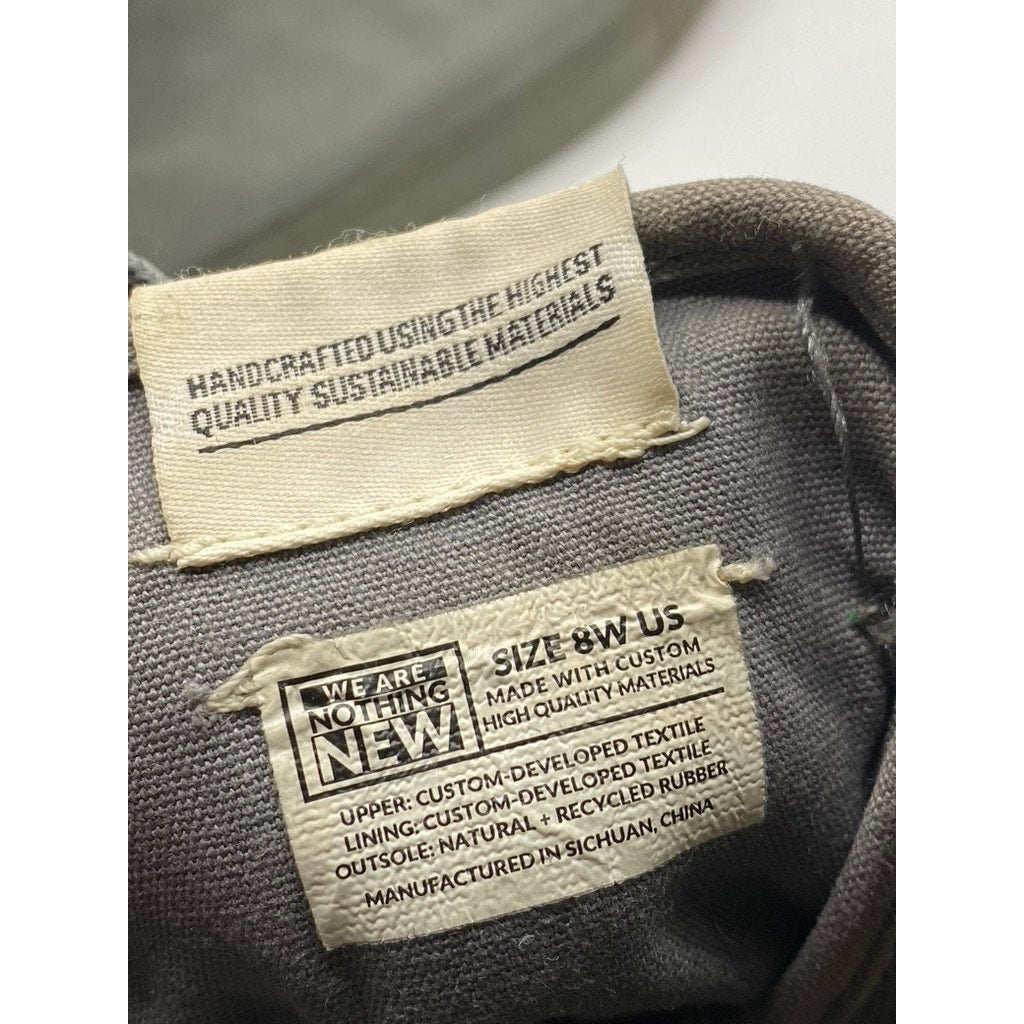 HANDCRAFTED USING THE HIGHEST
QUALITY SUSTAINABLE MATERIALS
WE ARE
NOTHING
NEW
SIZE 8W US
MADE WITH CUSTOM
HIGH QUALITY MATERIALS
UPPER: CUSTOM-DEVELOPED TEXTILE
LINING: CUSTOM-DEVELOPED TEXTILE
OUTSOLE: NATURAL + RECYCLED RUBBER
MANUFACTURED IN SICHUAN, CHINA